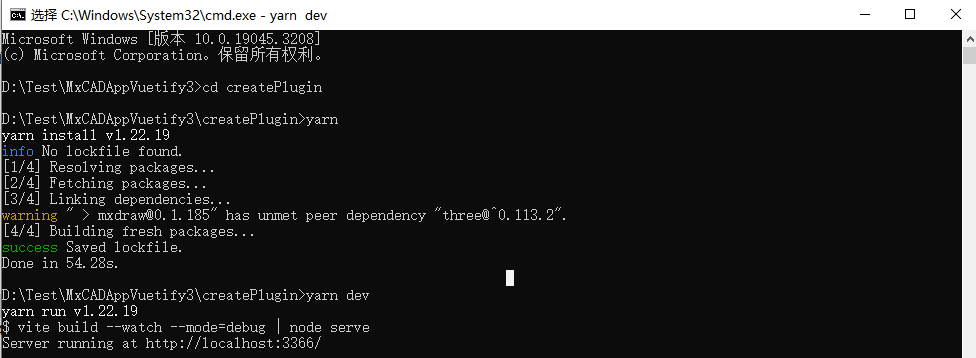 选择 C:\Windows\System32\cmd.exe - yarn  dev
Microsoft Windows [版本 10.0.19045.3208]
(c) Microsoft Corporation。保留所有权利。
D:\Test\MxCADAppVuetify3>cd createPlugin
D:\Test\MxCADAppVuetify3\createPlugin>yarn
yarn install v1.22.19
info No lockfile found.
[1/4] Resolving packages...
[2/4] Fetching packages...
[3/4] Linking dependencies...
warning " > mxdraw@0.1.185" has unmet peer dependency "three@^0.113.2".
[4/4] Building fresh packages...
success Saved lockfile.
Done in 54.28s.
D:\Test\MxCADAppVuetify3\createPlugin>yarn dev
yarn run v1.22.19
$ vite build --watch --mode=debug | node serve
Server running at http://localhost:3366/